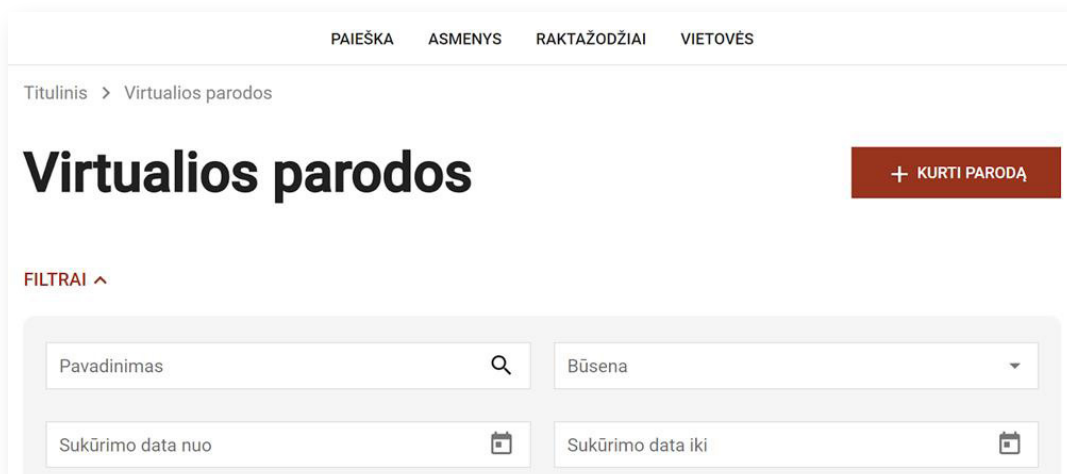 PAIEŠKA ASMENYS RAKTAŽODŽIAI VIETOVĖS
Titulinis > Virtualios parodos
Virtualios parodos
+ KURTI PARODĄ
FILTRAI
Pavadinimas
Būsena
Sukūrimo data nuo
Sukūrimo data iki